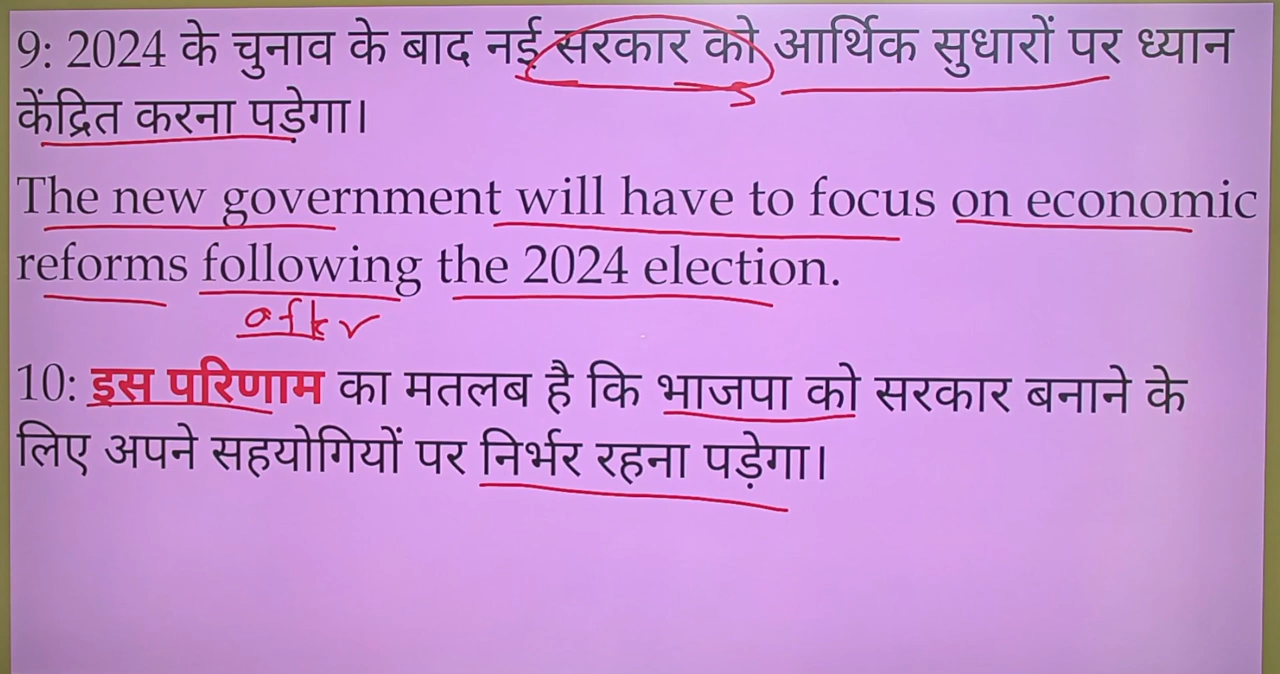 9: 2024 के चुनाव के बाद नई सरकार को आर्थिक सुधारों पर ध्यान
केंद्रित करना पड़ेगा।
The new government will have to focus on economic
reforms following the 2024 election.
after
10: इस परिणाम का मतलब है कि भाजपा को सरकार बनाने के
लिए अपने सहयोगियों पर निर्भर रहना पड़ेगा।